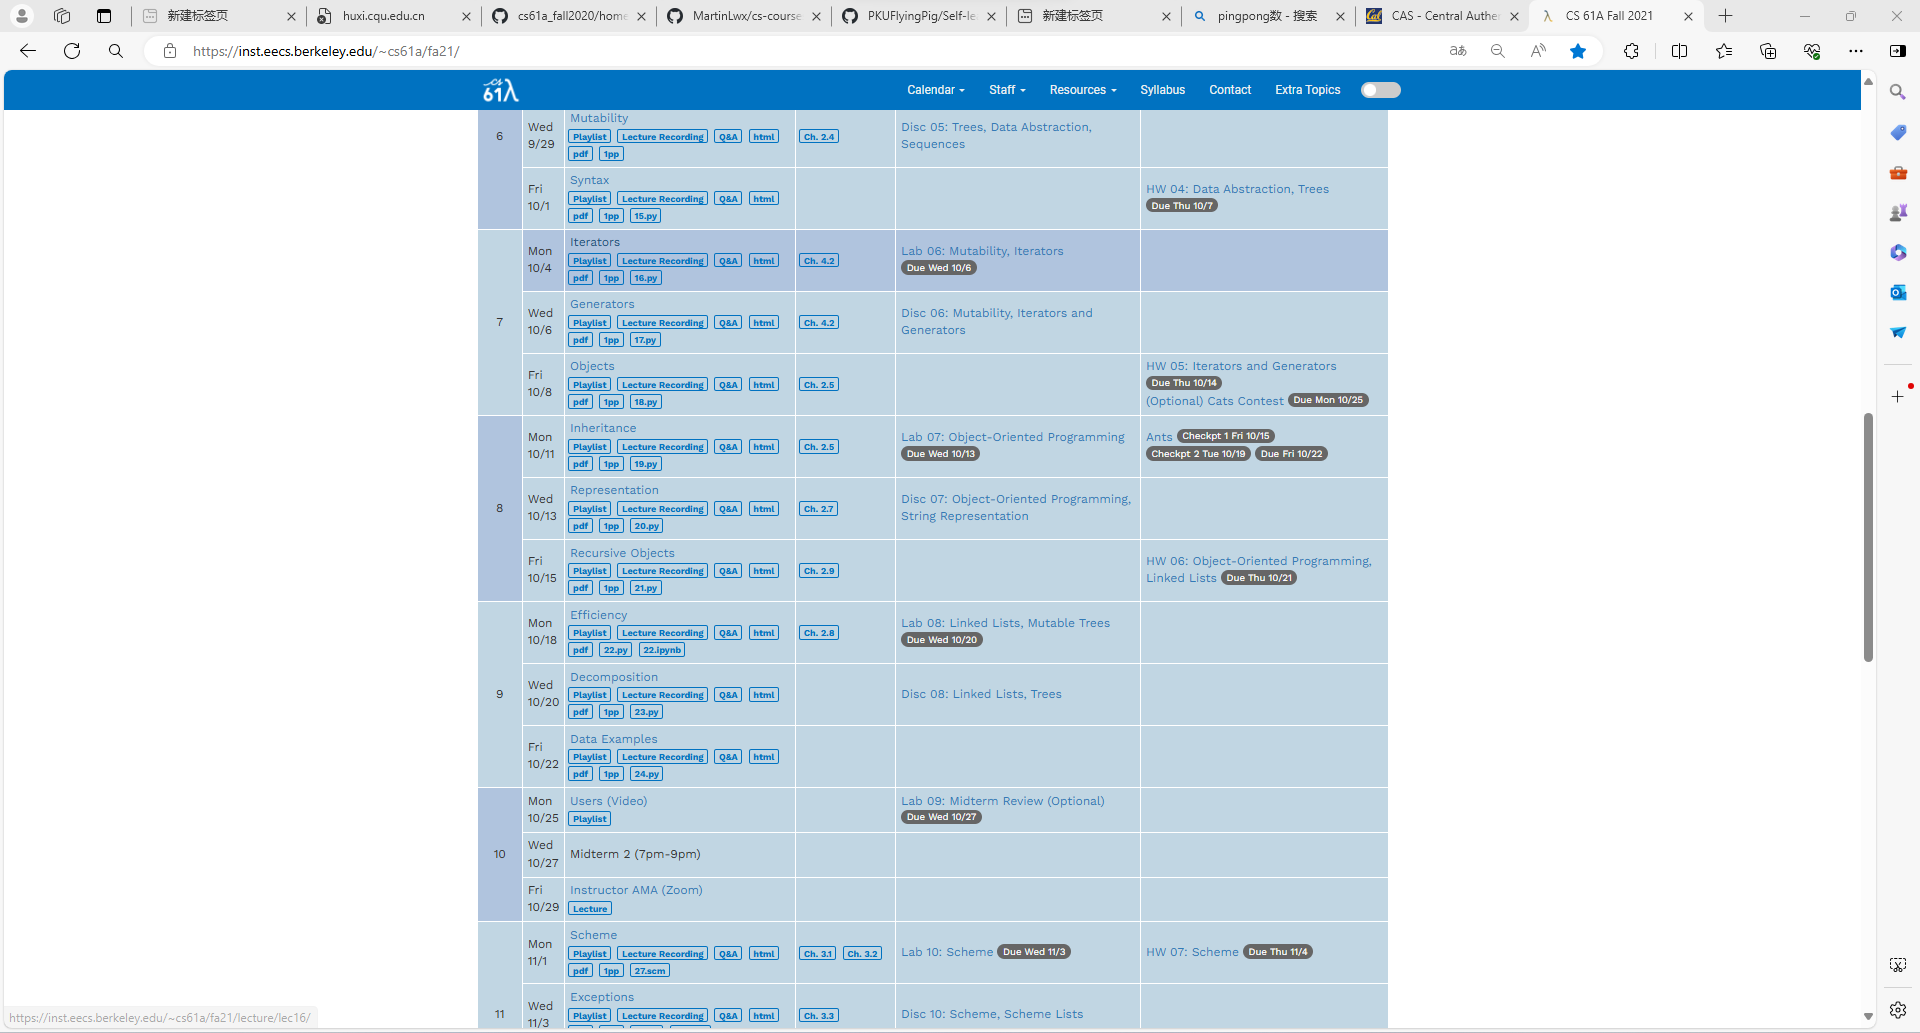 新建标签页
huxi.cqu.edu.cn
cs61a_fall2020/hom
MartinLwx/cs-course
PKUFlyingPig/Self-le
新建标签页
pingpong数 - 搜索
CAS - Central Authe
CS 61A Fall 2021
https://inst.eecs.berkeley.edu/~cs61a/fa21/
CS 61A
Calendar Staff Resources Syllabus Contact Extra Topics
6
Wed 9/29
Mutability
Playlist Lecture Recording Q&A html
pdf 1pp
Ch. 2.4
Disc 05: Trees, Data Abstraction,
Sequences
Fri 10/1
Syntax
Playlist Lecture Recording Q&A html
pdf 1pp 15.py
HW 04: Data Abstraction, Trees
Due Thu 10/7
7
Mon 10/4
Iterators
Playlist Lecture Recording Q&A html
pdf 1pp 16.py
Ch. 4.2
Lab 06: Mutability, Iterators
Due Wed 10/6
Wed 10/6
Generators
Playlist Lecture Recording Q&A html
pdf 1pp 17.py
Ch. 4.2
Disc 06: Mutability, Iterators and
Generators
Fri 10/8
Objects
Playlist Lecture Recording Q&A html
pdf 1pp 18.py
Ch. 2.5
HW 05: Iterators and Generators
Due Thu 10/14
(Optional) Cats Contest Due Mon 10/25
8
Mon 10/11
Inheritance
Playlist Lecture Recording Q&A html
pdf 1pp 19.py
Ch. 2.5
Lab 07: Object-Oriented Programming
Due Wed 10/13
Ants Checkpt 1 Fri 10/15
Checkpt 2 Tue 10/19 Due Fri 10/22
Wed 10/13
Representation
Playlist Lecture Recording Q&A html
pdf 1pp 20.py
Ch. 2.7
Disc 07: Object-Oriented Programming,
String Representation
Fri 10/15
Recursive Objects
Playlist Lecture Recording Q&A html
pdf 1pp 21.py
Ch. 2.9
HW 06: Object-Oriented Programming,
Linked Lists Due Thu 10/21
9
Mon 10/18
Efficiency
Playlist Lecture Recording Q&A html
pdf 22.py 22.ipynb
Ch. 2.8
Lab 08: Linked Lists, Mutable Trees
Due Wed 10/20
Wed 10/20
Decomposition
Playlist Lecture Recording Q&A html
pdf 1pp 23.py
Disc 08: Linked Lists, Trees
Fri 10/22
Data Examples
Playlist Lecture Recording Q&A html
pdf 1pp 24.py
10
Mon 10/25
Users (Video)
Playlist
Lab 09: Midterm Review (Optional)
Due Wed 10/27
Wed 10/27
Midterm 2 (7pm-9pm)
Fri 10/29
Instructor AMA (Zoom)
Lecture
11
Mon 11/1
Scheme
Playlist Lecture Recording Q&A html
pdf 1pp 27.scm
Ch. 3.1 Ch. 3.2
Lab 10: Scheme Due Wed 11/3
HW 07: Scheme Due Thu 11/4
Wed 11/3
Exceptions
Playlist Lecture Recording Q&A html
Ch. 3.3
Disc 10: Scheme, Scheme Lists
https://inst.eecs.berkeley.edu/~cs61a/fa21/lecture/lec16/